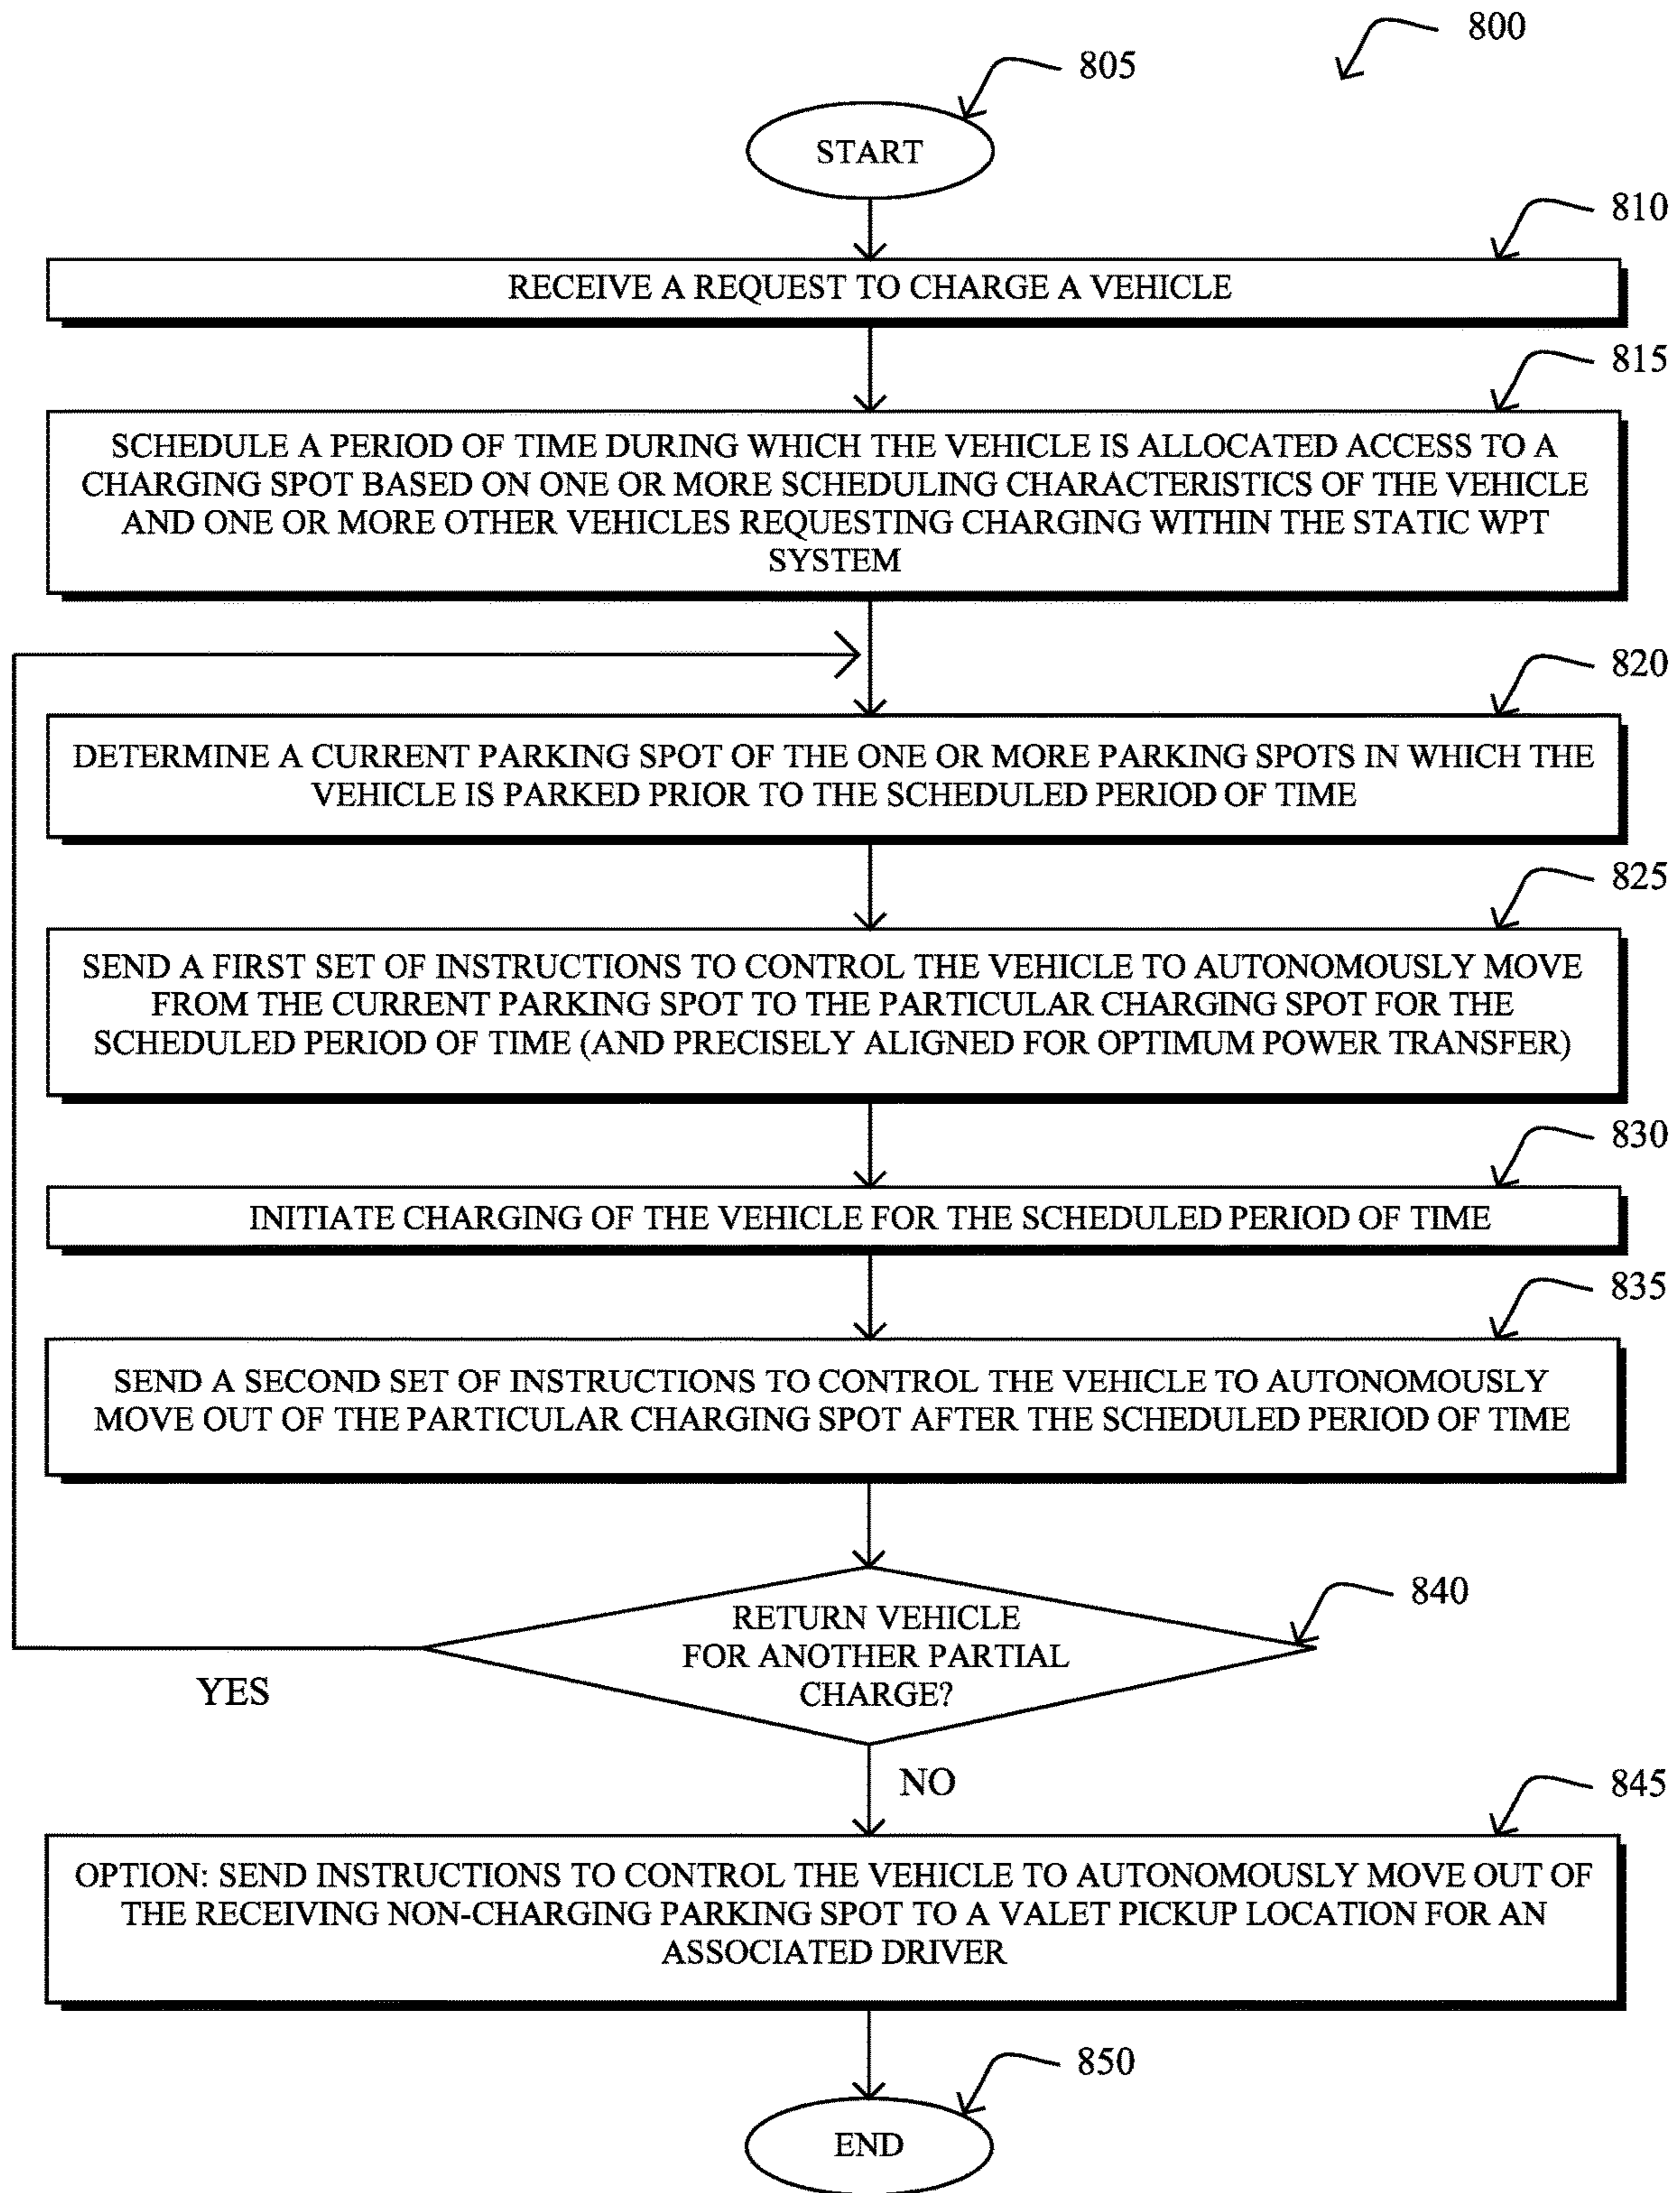 800
805
START
810
RECEIVE A REQUEST TO CHARGE A VEHICLE
815
SCHEDULE A PERIOD OF TIME DURING WHICH THE VEHICLE IS ALLOCATED ACCESS TO A
CHARGING SPOT BASED ON ONE OR MORE SCHEDULING CHARACTERISTICS OF THE VEHICLE
AND ONE OR MORE OTHER VEHICLES REQUESTING CHARGING WITHIN THE STATIC WPT
SYSTEM
820
DETERMINE A CURRENT PARKING SPOT OF THE ONE OR MORE PARKING SPOTS IN WHICH THE
VEHICLE IS PARKED PRIOR TO THE SCHEDULED PERIOD OF TIME
825
SEND A FIRST SET OF INSTRUCTIONS TO CONTROL THE VEHICLE TO AUTONOMOUSLY MOVE
FROM THE CURRENT PARKING SPOT TO THE PARTICULAR CHARGING SPOT FOR THE
SCHEDULED PERIOD OF TIME (AND PRECISELY ALIGNED FOR OPTIMUM POWER TRANSFER)
830
INITIATE CHARGING OF THE VEHICLE FOR THE SCHEDULED PERIOD OF TIME
835
SEND A SECOND SET OF INSTRUCTIONS TO CONTROL THE VEHICLE TO AUTONOMOUSLY
MOVE OUT OF THE PARTICULAR CHARGING SPOT AFTER THE SCHEDULED PERIOD OF TIME
840
RETURN VEHICLE
FOR ANOTHER PARTIAL
CHARGE?
YES
NO
845
OPTION: SEND INSTRUCTIONS TO CONTROL THE VEHICLE TO AUTONOMOUSLY MOVE OUT OF
THE RECEIVING NON-CHARGING PARKING SPOT TO A VALET PICKUP LOCATION FOR AN
ASSOCIATED DRIVER
850
END